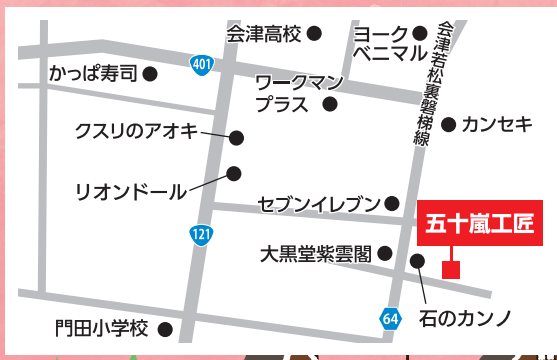 会津高校
ヨーク
ベニマル
会津若松裏磐梯線
401
かっぱ寿司
ワークマン
プラス
クスリのアオキ
カンセキ
リオンドール
セブンイレブン
五十嵐工匠
121
大黒堂紫雲閣
64
石のカンノ
門田小学校